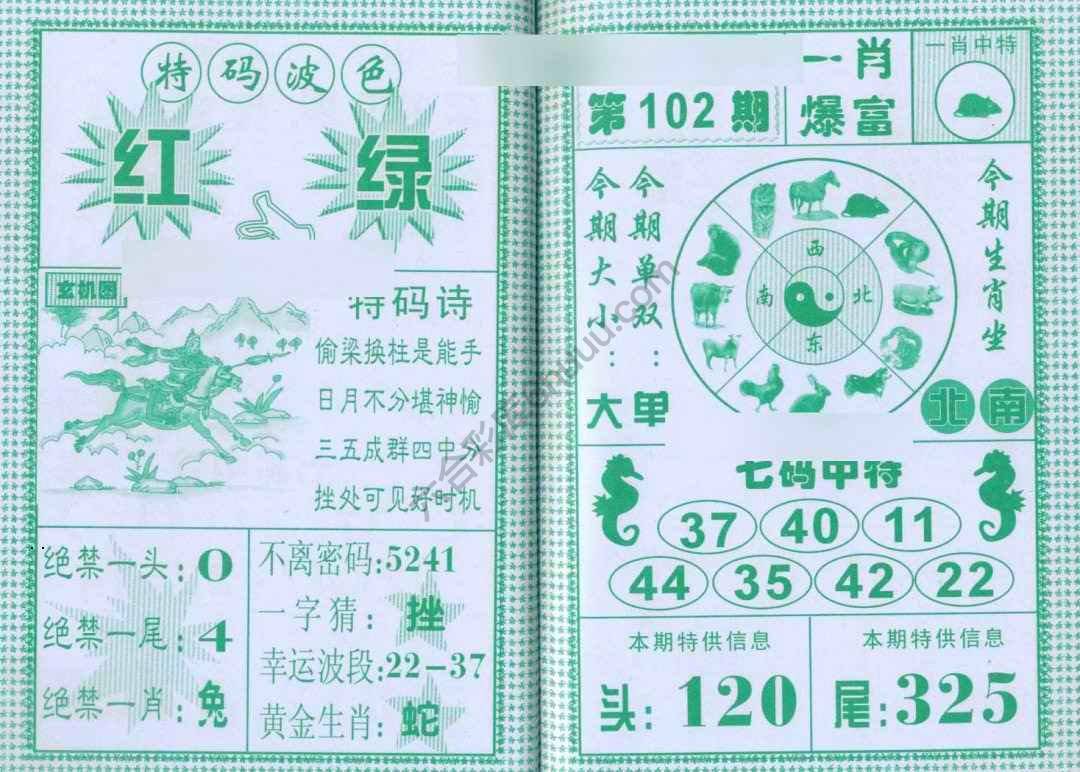 特码波色
红 绿
玄机图
特码诗
偷梁换柱是能手
日月不分堪神愉
三五成群四中分
挫处可见好时机
绝禁一头：0
绝禁一尾：4
绝禁一肖：兔
不离密码:5241
一字猜：挫
幸运波段:22-37
黄金生肖：蛇
第102期
一肖
爆富
一肖中特
今期大小：大
今期单双：单
西
南 北
东
今期生肖坐
北 南
七码中特
37 40 11
44 35 42 22
本期特供信息
头：120
本期特供信息
尾：325